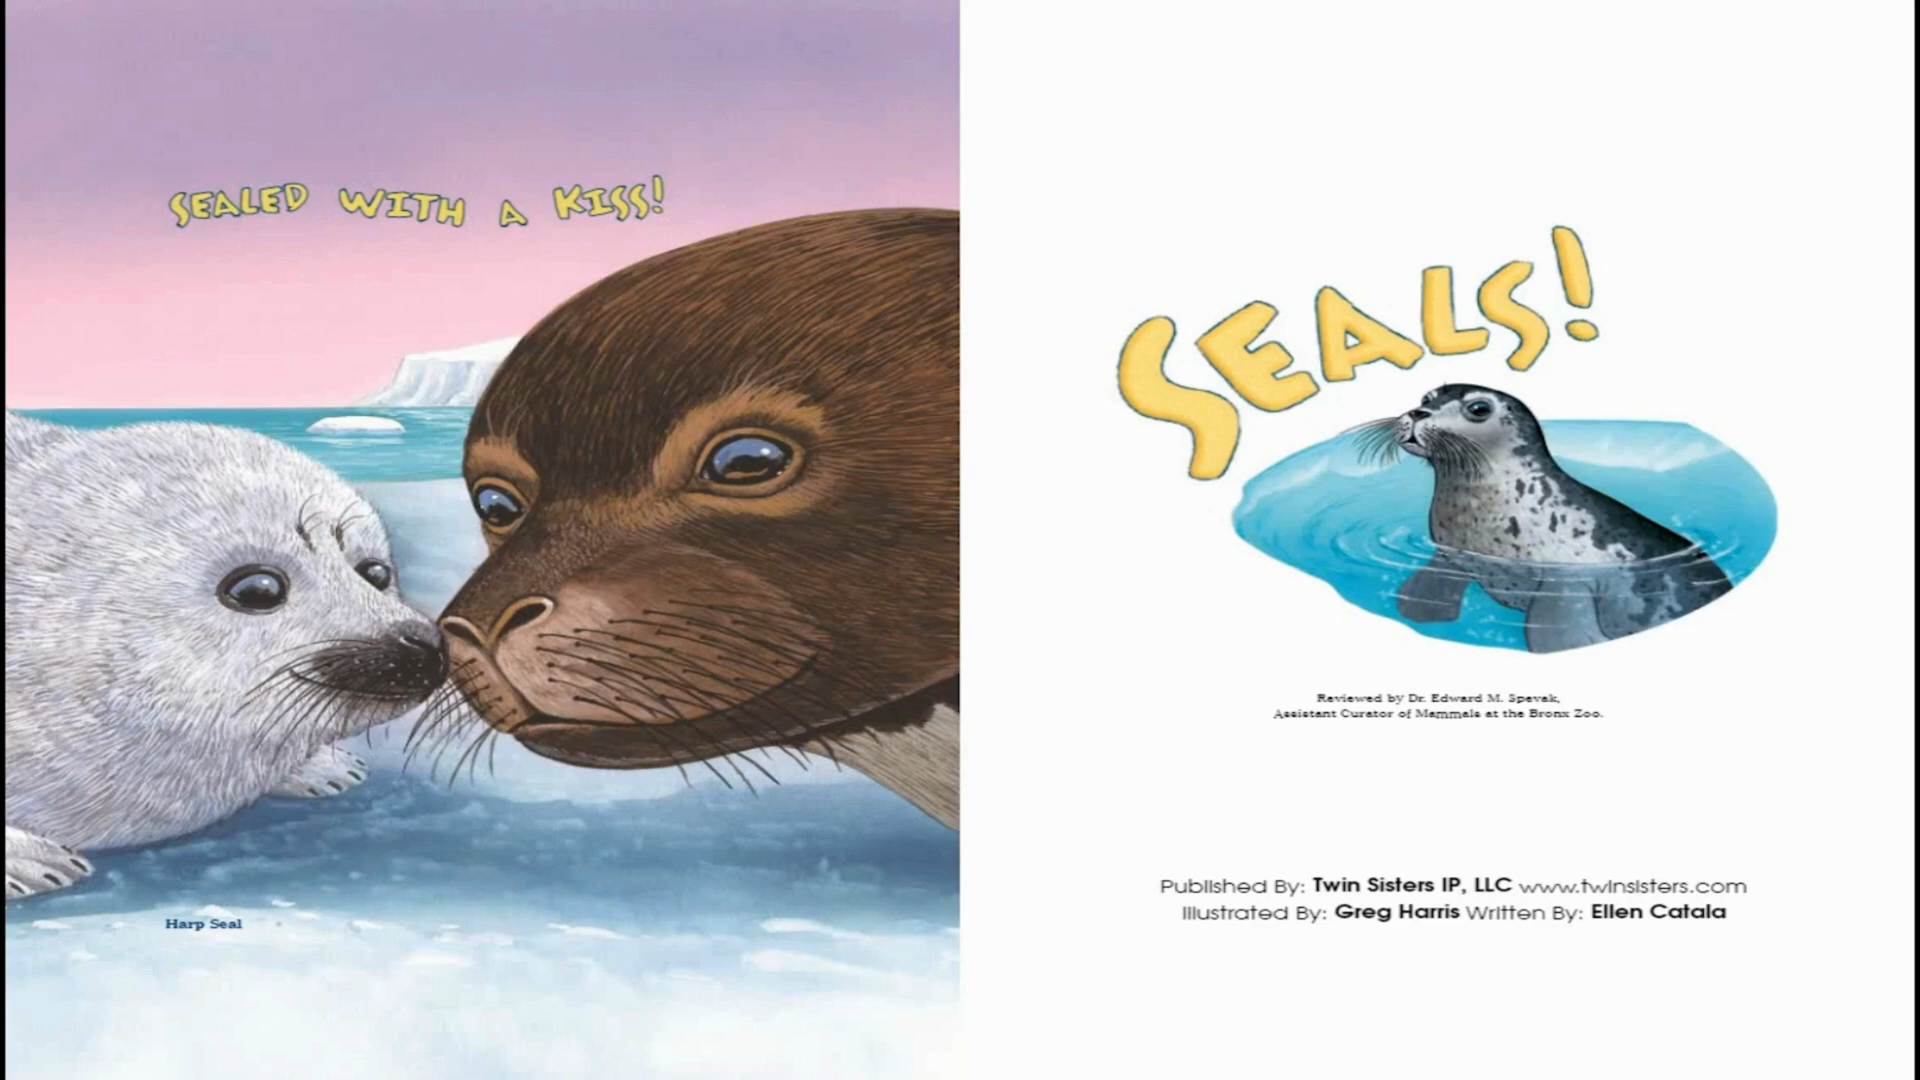 SEALED WITH A KISS!
Harp Seal
SEALS!
Reviewed by Dr. Edward M. Spevak,
Assistant Curator of Mammals at the Bronx Zoo.
Published By: Twin Sisters IP, LLC www.twinsisters.com
Illustrated By: Greg Harris Written By: Ellen Catala